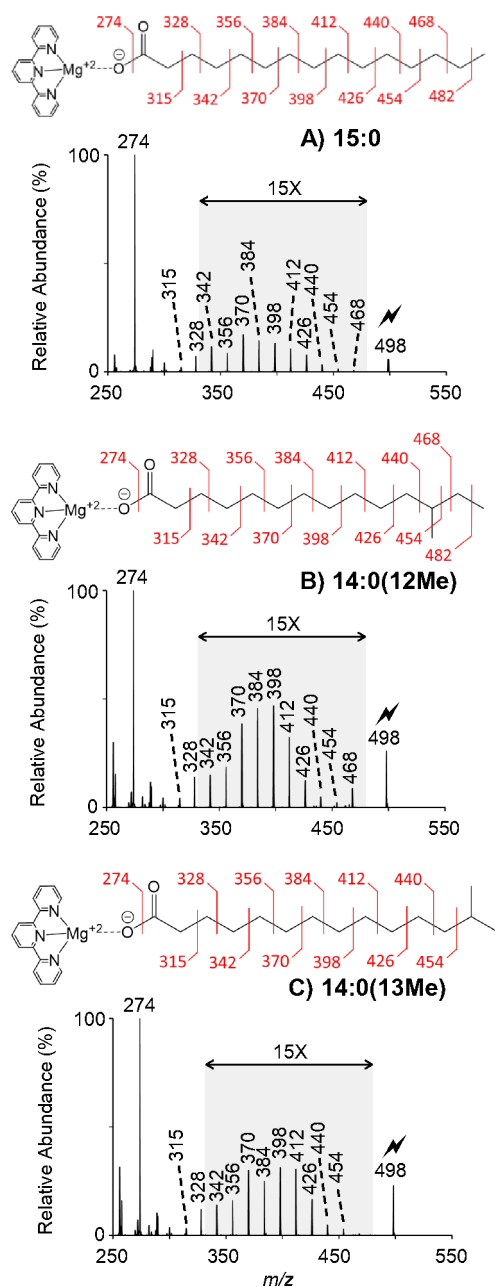 274 328 356 384 412 440 468
N O
N Mg+2 O ⊖
N
315 342 370 398 426 454 482
A) 15:0
100
274
15X
Relative Abundance (%)
315 342 384 412 440 454 468
328 356 370 398 426 498
0
250 350 450 550
274 328 356 384 412 440 468
N O
N Mg+2 O ⊖
N
315 342 370 398 426 454 482
B) 14:0(12Me)
100
274
15X
Relative Abundance (%)
315 328 342 356 370 384 398 412 426 440 454 468 498
0
250 350 450 550
274 328 356 384 412 440
N O
N Mg+2 O ⊖
N
315 342 370 398 426 454
C) 14:0(13Me)
100
274
15X
Relative Abundance (%)
315 328 342 356 370 384 398 412 426 440 454 498
0
250 350 450 550
m/z